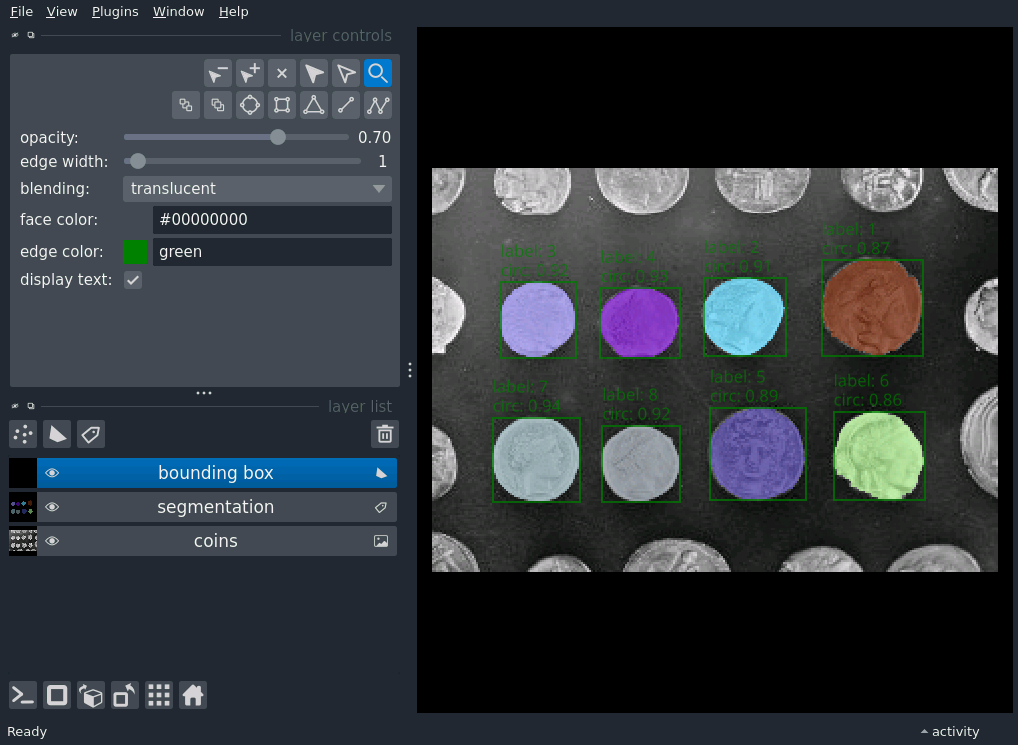 File View Plugins Window Help
layer controls
opacity: 0.70
edge width: 1
blending: translucent
face color: #00000000
edge color: green
display text:
layer list
bounding box
segmentation
coins
label: 1
circ: 0.87
label: 2
circ: 0.91
label: 3
circ:
label:
circ: 0.93
label: 5
circ: 0.89
label: 6
circ: 0.86
label: 7
circ: 0.94
label: 8
circ: 0.92
Ready
activity